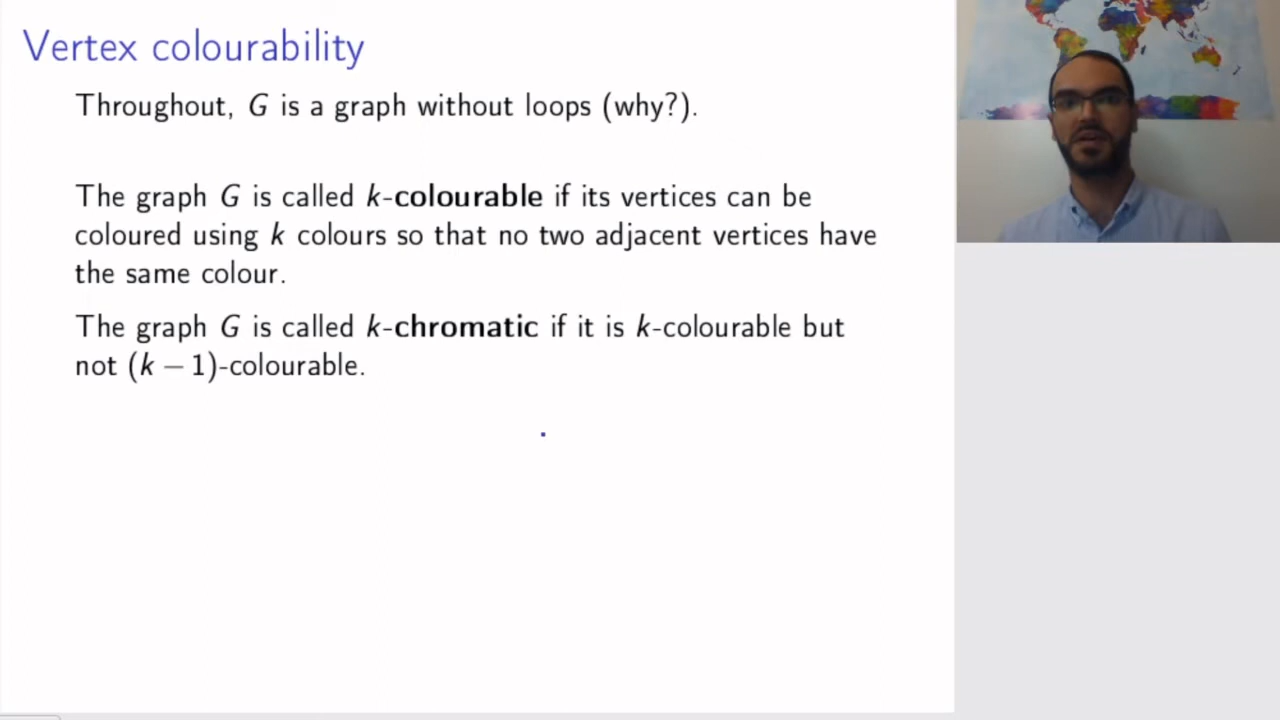 Vertex colourability
Throughout, G is a graph without loops (why?).
The graph G is called k-colourable if its vertices can be
coloured using k colours so that no two adjacent vertices have
the same colour.
The graph G is called k-chromatic if it is k-colourable but
not (k − 1)-colourable.